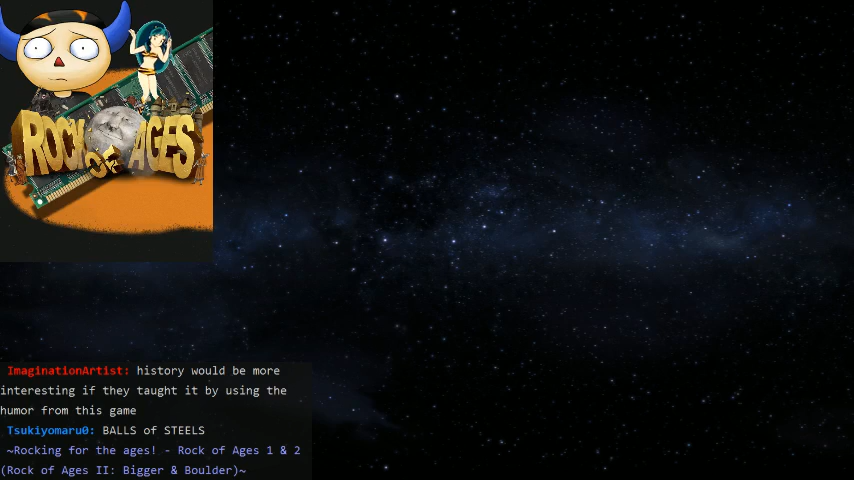 ROCK OF AGES
ImaginationArtist: history would be more
interesting if they taught it by using the
humor from this game
Tsukiyomaru0: BALLS of STEELS
~Rocking for the ages! - Rock of Ages 1 & 2
(Rock of Ages II: Bigger & Boulder)~